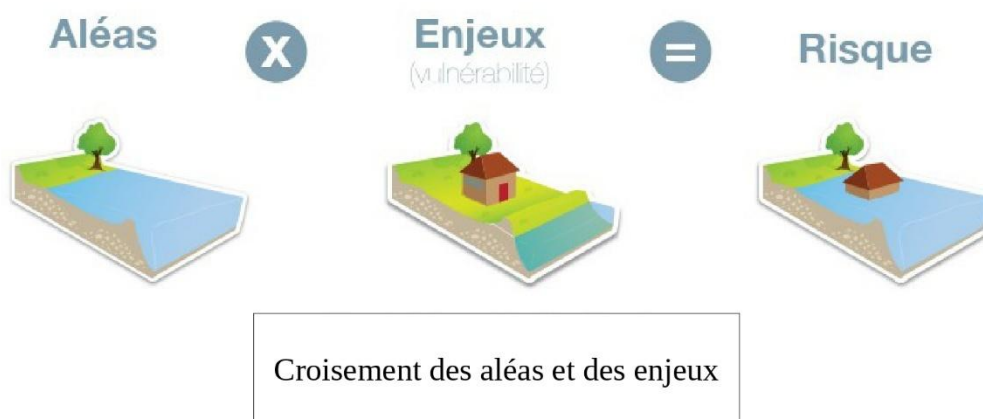 Aléas x Enjeux = Risque
(vulnérabilité)
Croisement des aléas et des enjeux